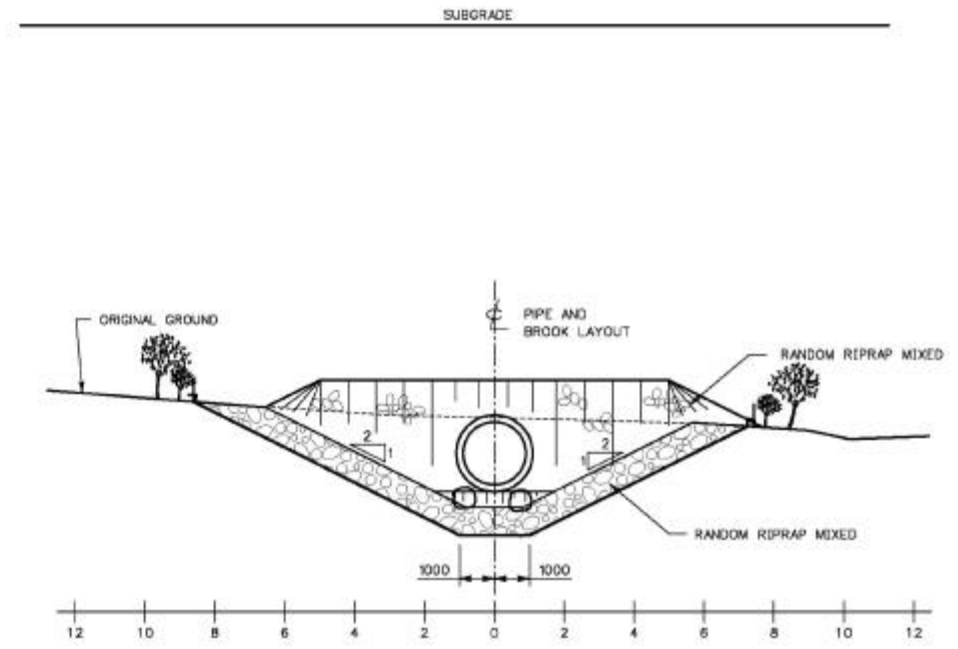 SUBGRADE
ORIGINAL GROUND
PIPE AND
BROOK LAYOUT
RANDOM RIPRAP MIXED
2
1
2
1
RANDOM RIPRAP MIXED
1000
1000
12 10 8 6 4 2 0 2 4 6 8 10 12